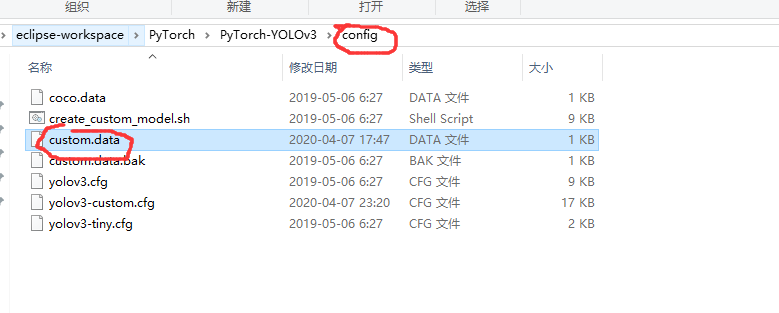 组织 新建 打开 选择
eclipse-workspace > PyTorch > PyTorch-YOLOv3 > config
名称 修改日期 类型 大小
coco.data 2019-05-06 6:27 DATA 文件 1 KB
create_custom_model.sh 2019-05-06 6:27 Shell Script 9 KB
custom.data 2020-04-07 17:47 DATA 文件 1 KB
custom.data.bak 2019-05-06 6:27 BAK 文件 1 KB
yolov3.cfg 2019-05-06 6:27 CFG 文件 9 KB
yolov3-custom.cfg 2020-04-07 23:20 CFG 文件 17 KB
yolov3-tiny.cfg 2019-05-06 6:27 CFG 文件 2 KB